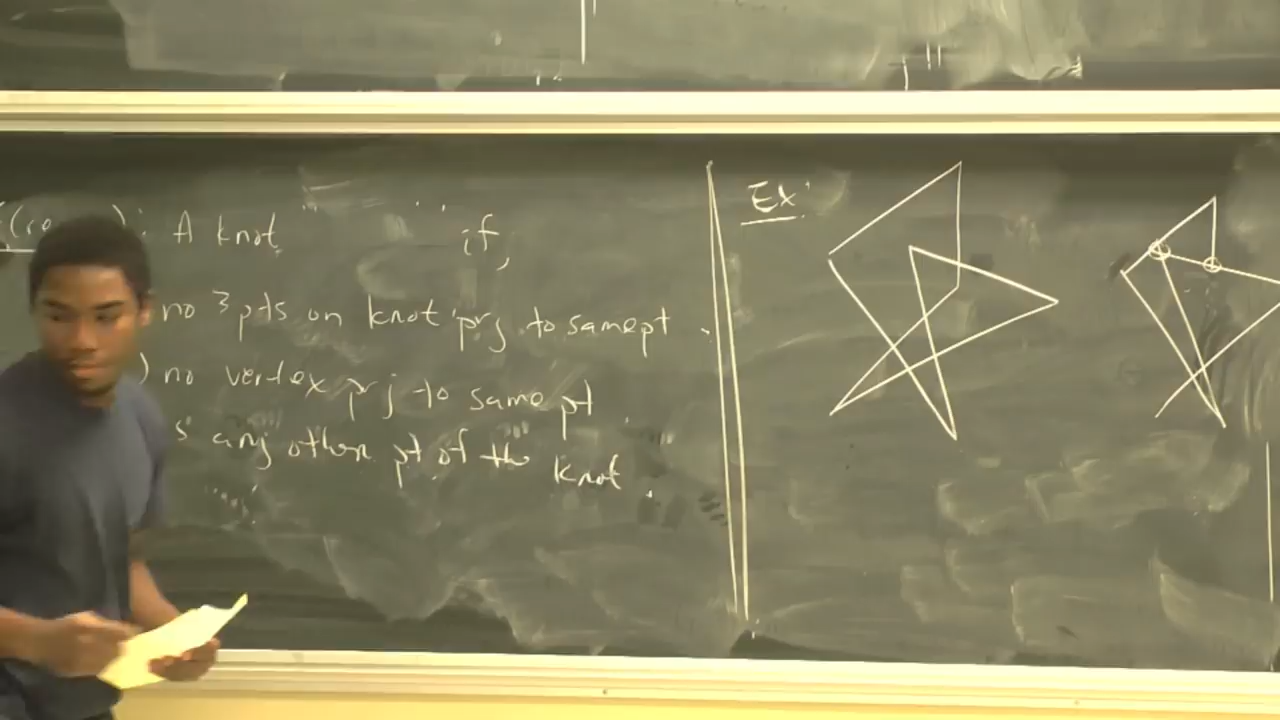 : A knot if,
no 3 pts on knot prj to same pt
) no vertex prj to same pt
s any other pt of the knot.
Ex: